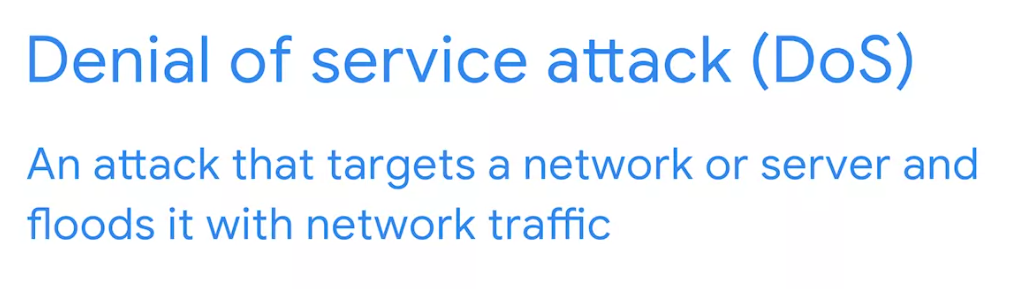 Denial of service attack (DoS)
An attack that targets a network or server and
floods it with network traffic